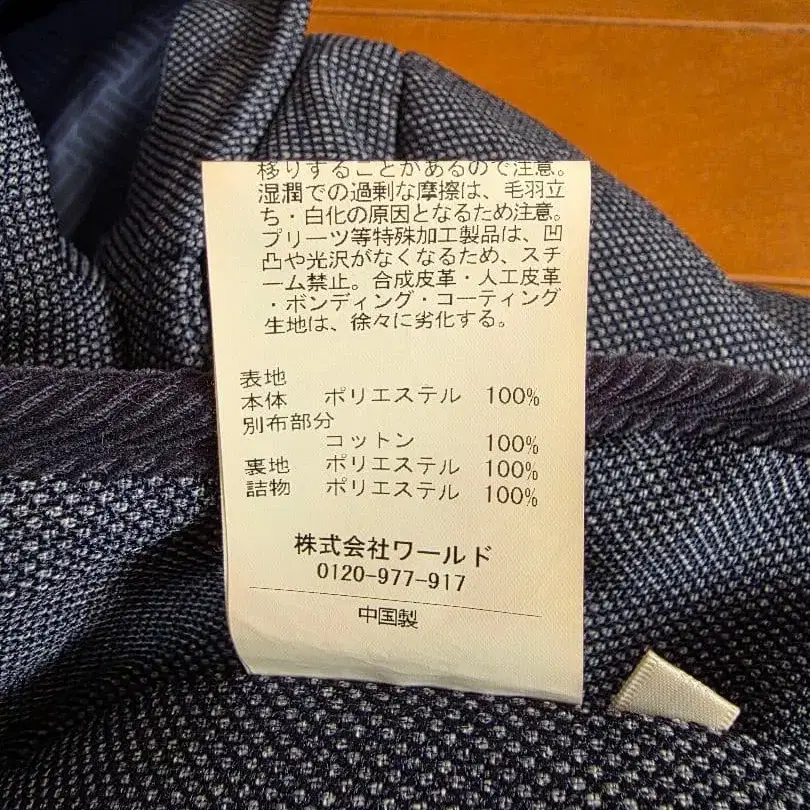 移りすることがあるので注意。
湿潤での過剰な摩擦は、毛羽立
ち・白化の原因となるため注意。
プリーツ等特殊加工製品は、凹
凸や光沢がなくなるため、スチ
ーム禁止。合成皮革・人工皮革
・ボンディング・コーティング
生地は、徐々に劣化する。
表地
本体 ポリエステル 100%
別布部分
コットン 100%
裏地 ポリエステル 100%
詰物 ポリエステル 100%
株式会社ワールド
0120-977-917
中国製